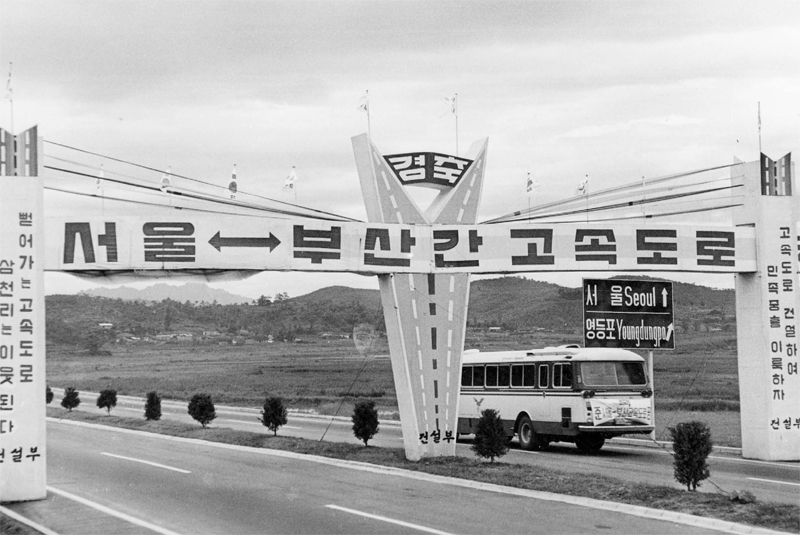 뻗어가는 고속도로
삼천리는 이웃된다
건설부
경축
서울↔부산간 고속도로
건설부
서 울 Seoul ↑
영등포 Youngdungpo ↗
고속도로 건설하여
민족중흥 이룩하자
건설부